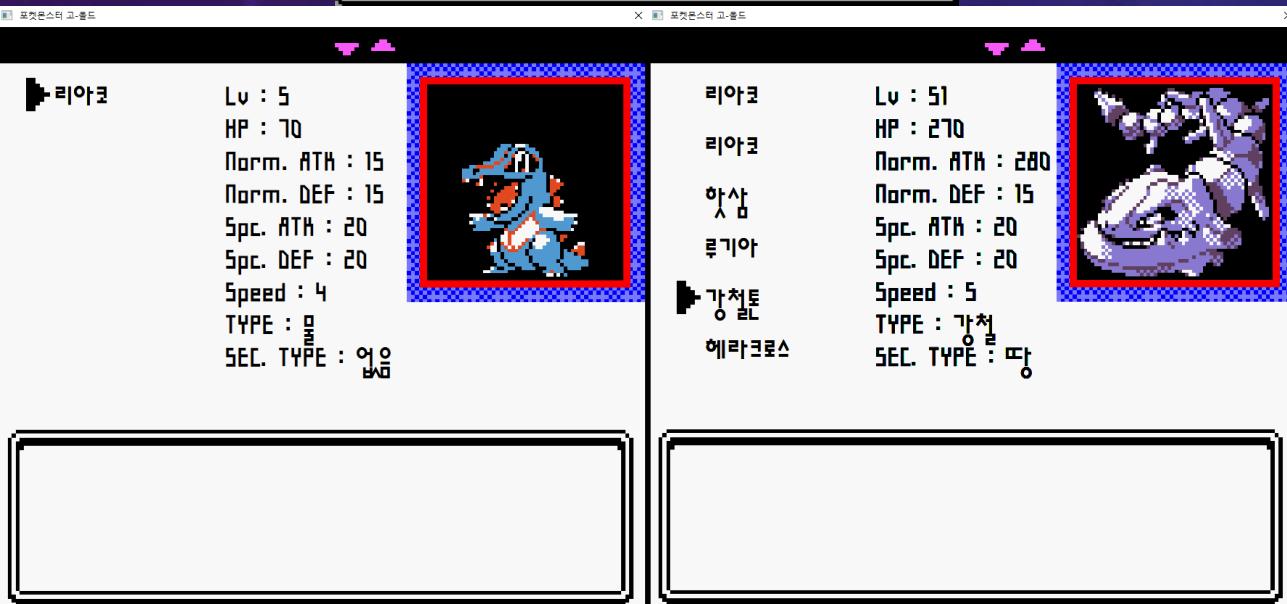 포켓몬스터 고-올드
리아코
Lv : 5
HP : 70
Norm. ATK : 15
Norm. DEF : 15
Spc. ATK : 20
Spc. DEF : 20
Speed : 4
TYPE : 물
SEC. TYPE : 없음
포켓몬스터 고-올드
리아코
리아코
핫삼
루기아
강철톤
헤라크로스
Lv : 51
HP : 270
Norm. ATK : 280
Norm. DEF : 15
Spc. ATK : 20
Spc. DEF : 20
Speed : 5
TYPE : 강철
SEC. TYPE : 땅